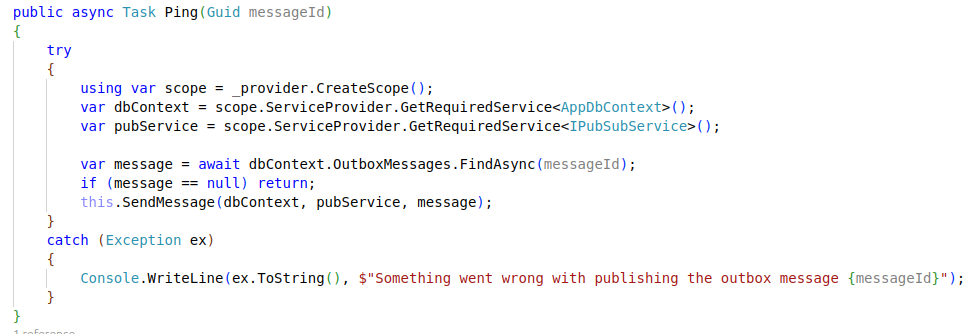 public async Task Ping(Guid messageId)
{
    try
    {
        using var scope = _provider.CreateScope();
        var dbContext = scope.ServiceProvider.GetRequiredService<AppDbContext>();
        var pubService = scope.ServiceProvider.GetRequiredService<IPubSubService>();

        var message = await dbContext.OutboxMessages.FindAsync(messageId);
        if (message == null) return;
        this.SendMessage(dbContext, pubService, message);
    }
    catch (Exception ex)
    {
        Console.WriteLine(ex.ToString(), $"Something went wrong with publishing the outbox message {messageId}");
    }
}
1 reference